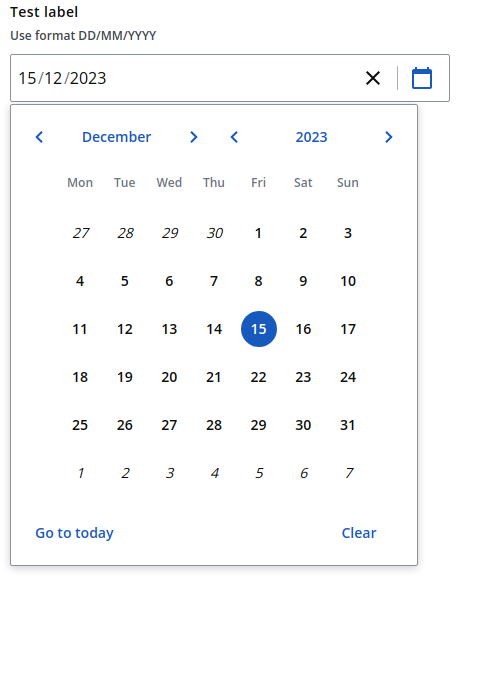 Test label
Use format DD/MM/YYYY
15/12/2023
December 2023
Mon Tue Wed Thu Fri Sat Sun
27 28 29 30 1 2 3
4 5 6 7 8 9 10
11 12 13 14 15 16 17
18 19 20 21 22 23 24
25 26 27 28 29 30 31
1 2 3 4 5 6 7
Go to today Clear